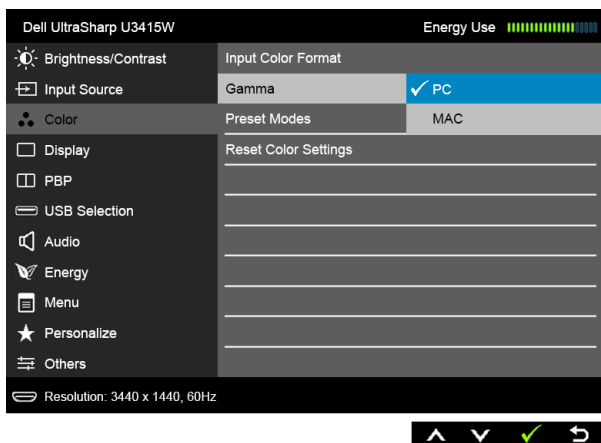 Dell UltraSharp U3415W Energy Use
Brightness/Contrast Input Color Format
Input Source Gamma PC
Color Preset Modes MAC
Display Reset Color Settings
PBP
USB Selection
Audio
Energy
Menu
Personalize
Others
Resolution: 3440 x 1440, 60Hz